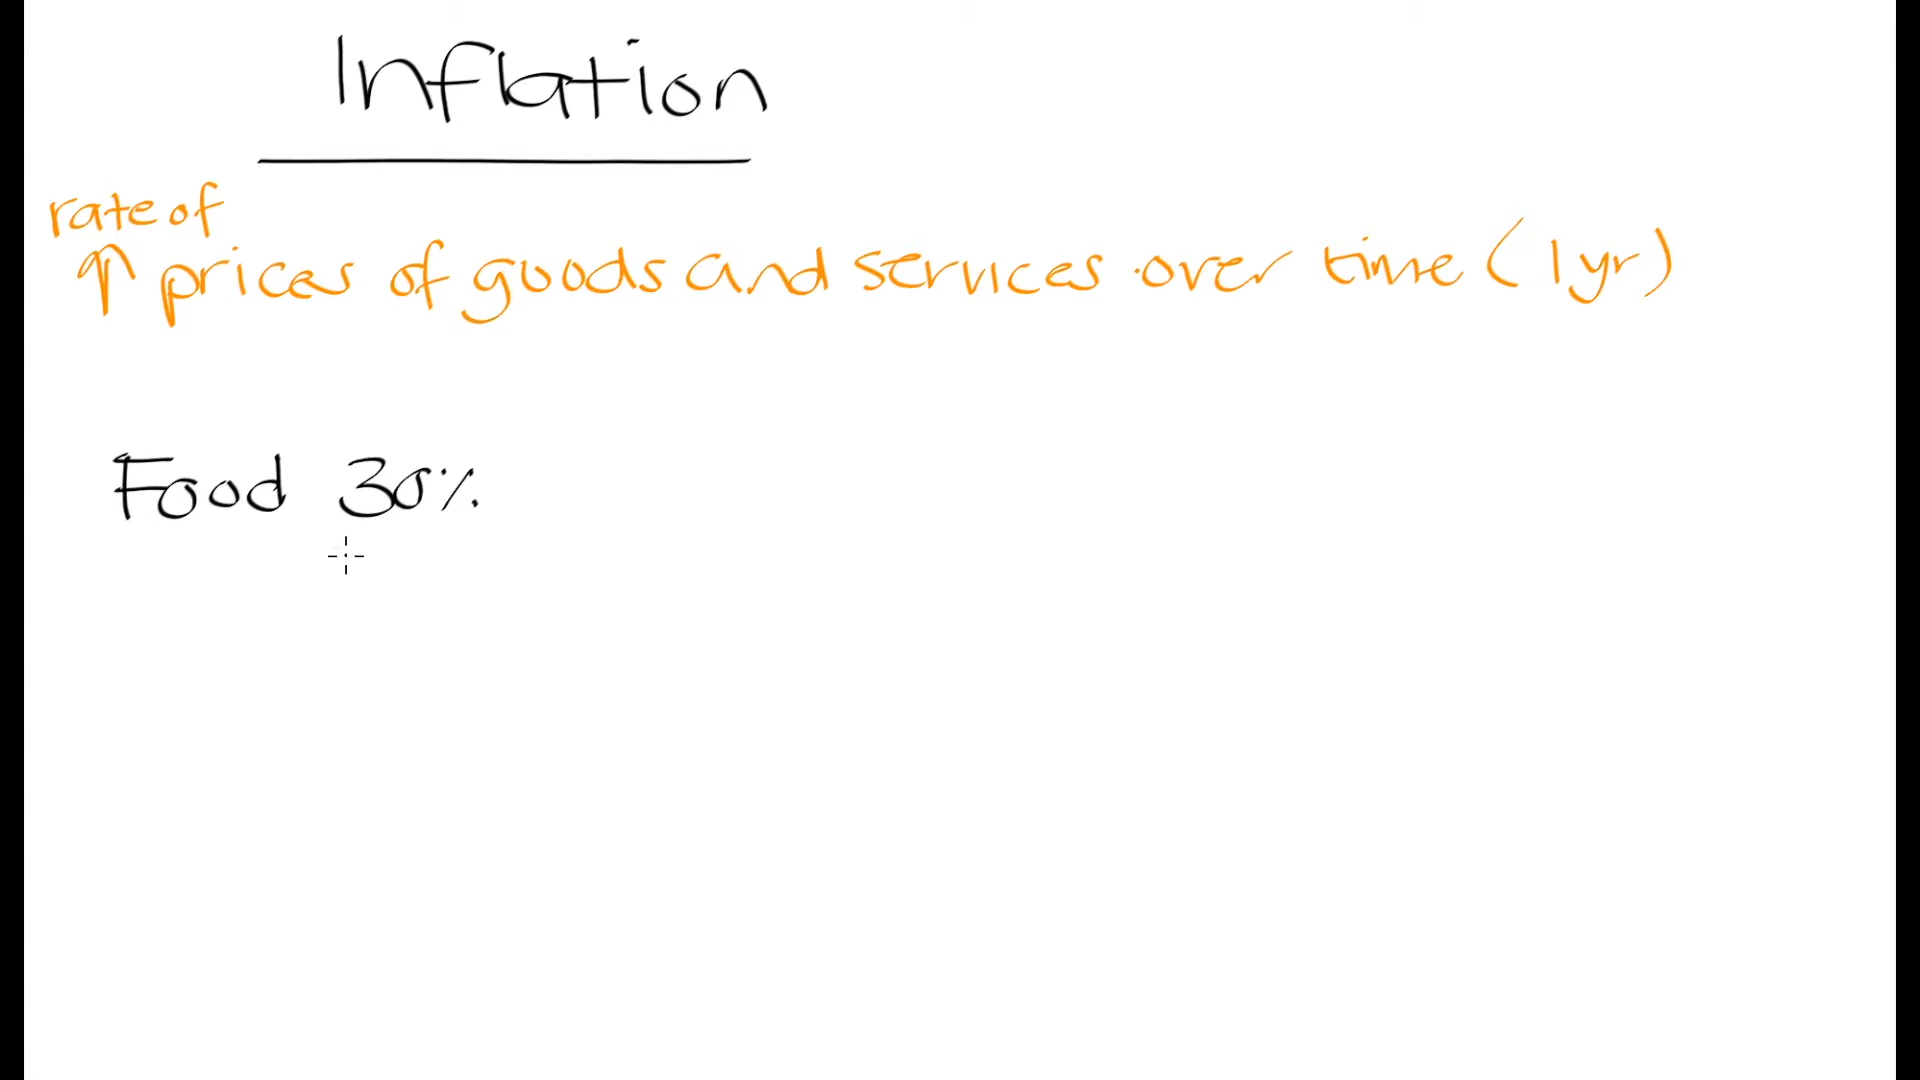 Inflation
rate of
↑ prices of goods and services over time (1yr)
Food 30%